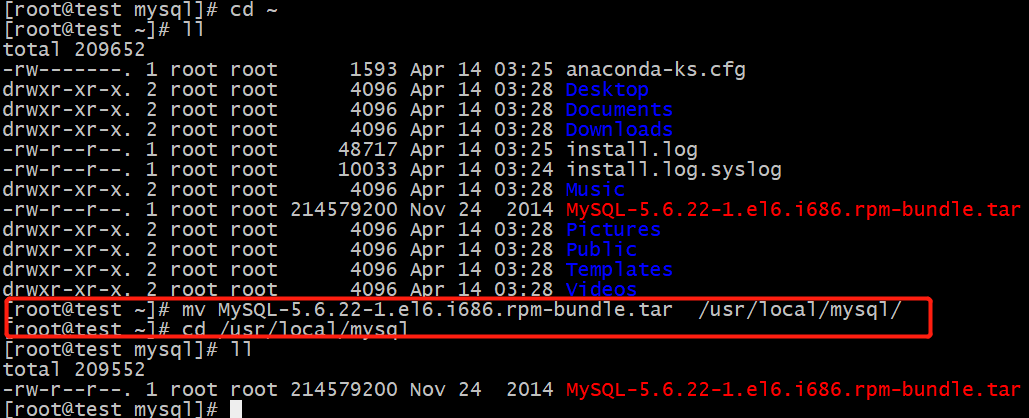 [root@test mysql]# cd ~
[root@test ~]# ll
total 209652
-rw-------. 1 root root      1593 Apr 14 03:25 anaconda-ks.cfg
drwxr-xr-x. 2 root root      4096 Apr 14 03:28 Desktop
drwxr-xr-x. 2 root root      4096 Apr 14 03:28 Documents
drwxr-xr-x. 2 root root      4096 Apr 14 03:28 Downloads
-rw-r--r--. 1 root root     48717 Apr 14 03:25 install.log
-rw-r--r--. 1 root root     10033 Apr 14 03:24 install.log.syslog
drwxr-xr-x. 2 root root      4096 Apr 14 03:28 Music
-rw-r--r--. 1 root root 214579200 Nov 24  2014 MySQL-5.6.22-1.el6.i686.rpm-bundle.tar
drwxr-xr-x. 2 root root      4096 Apr 14 03:28 Pictures
drwxr-xr-x. 2 root root      4096 Apr 14 03:28 Public
drwxr-xr-x. 2 root root      4096 Apr 14 03:28 Templates
drwxr-xr-x. 2 root root      4096 Apr 14 03:28 Videos
[root@test ~]# mv MySQL-5.6.22-1.el6.i686.rpm-bundle.tar  /usr/local/mysql/
[root@test ~]# cd /usr/local/mysql
[root@test mysql]# ll
total 209552
-rw-r--r--. 1 root root 214579200 Nov 24  2014 MySQL-5.6.22-1.el6.i686.rpm-bundle.tar
[root@test mysql]#